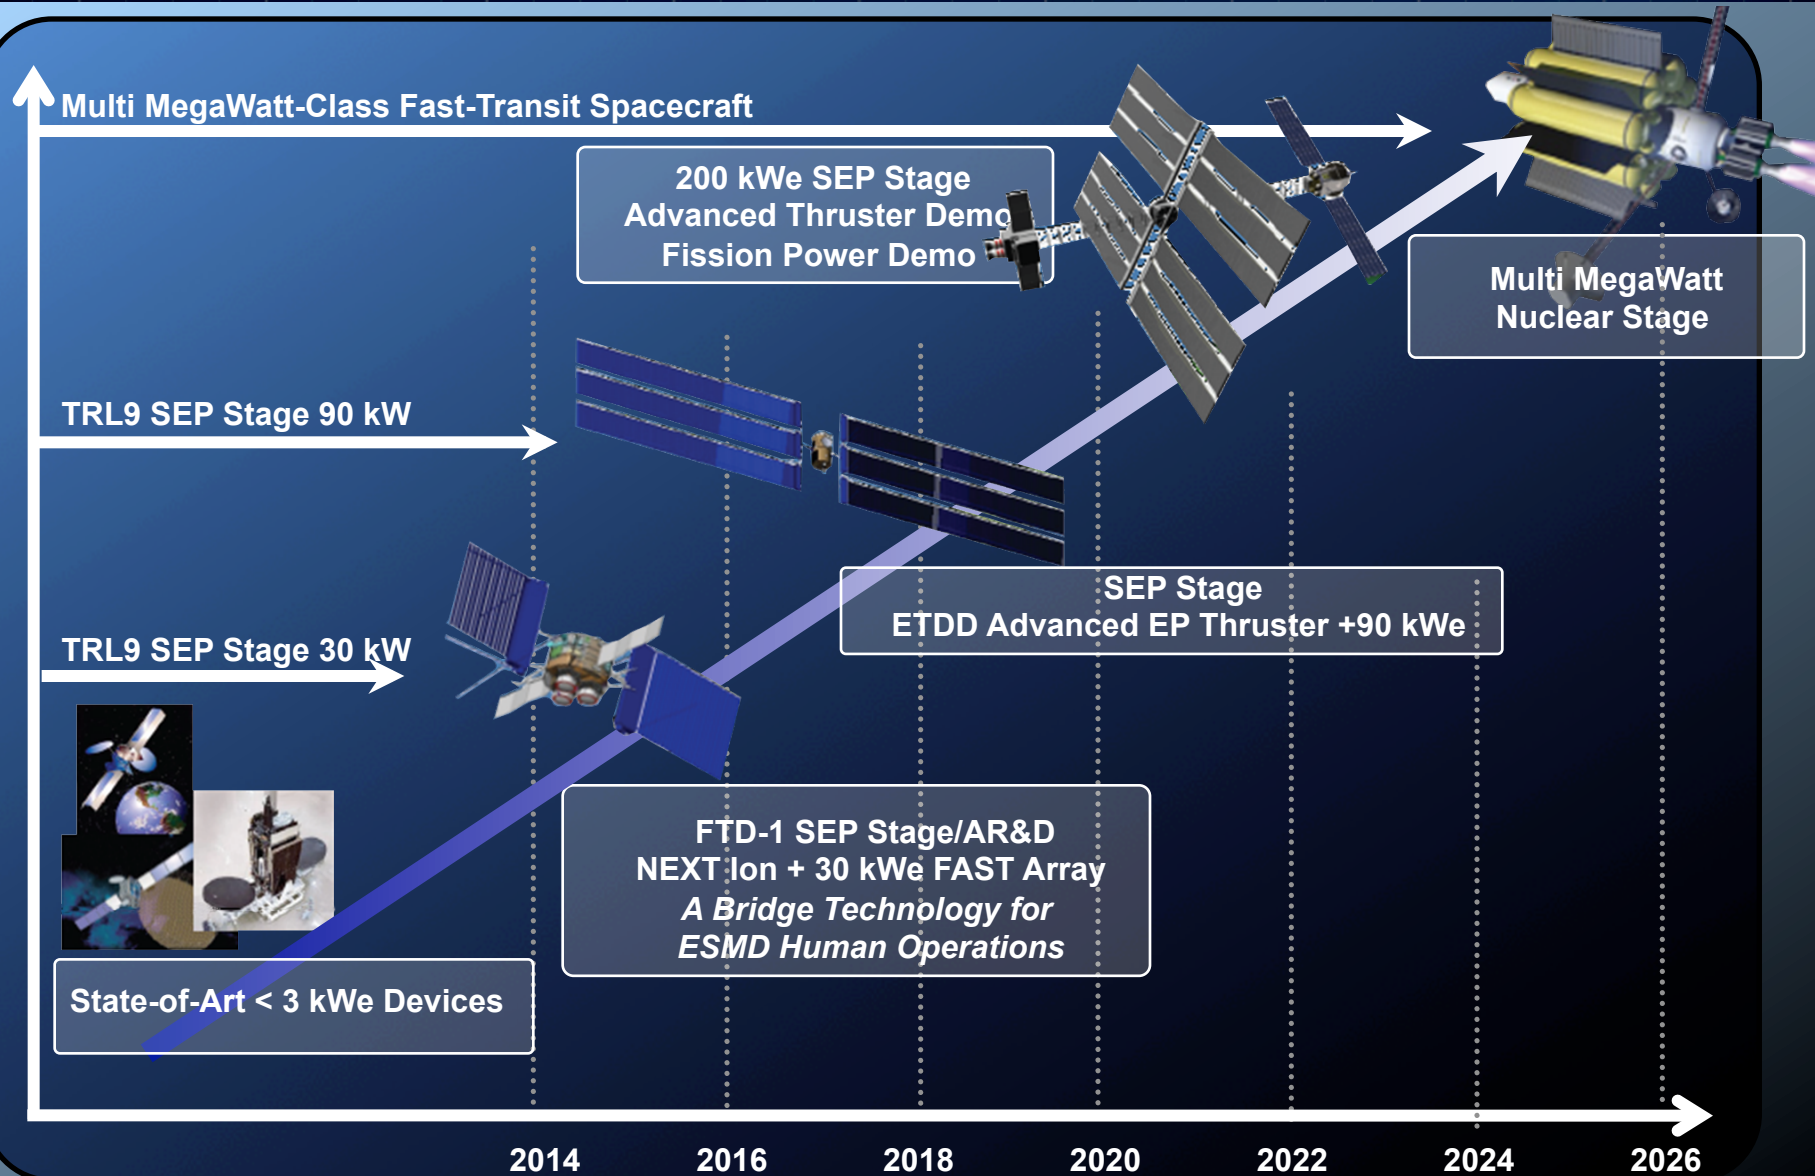 Multi MegaWatt-Class Fast-Transit Spacecraft
200 kWe SEP Stage
Advanced Thruster Demo
Fission Power Demo
Multi MegaWatt
Nuclear Stage
TRL9 SEP Stage 90 kW
SEP Stage
ETDD Advanced EP Thruster +90 kWe
TRL9 SEP Stage 30 kW
FTD-1 SEP Stage/AR&D
NEXT Ion + 30 kWe FAST Array
A Bridge Technology for
ESMD Human Operations
State-of-Art < 3 kWe Devices
2014 2016 2018 2020 2022 2024 2026